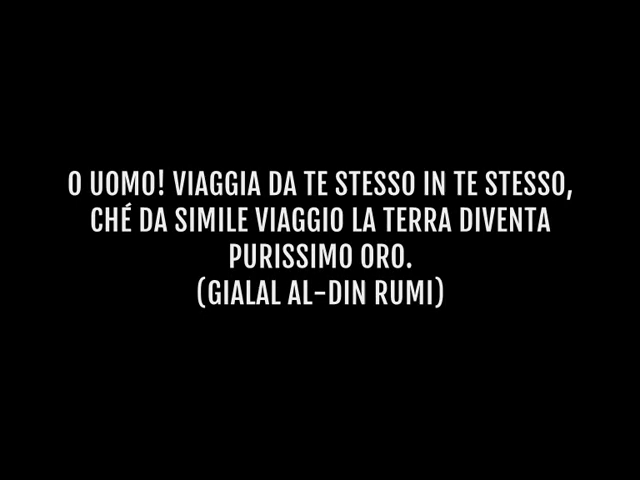 O UOMO! VIAGGIA DA TE STESSO IN TE STESSO,
CHÉ DA SIMILE VIAGGIO LA TERRA DIVENTA
PURISSIMO ORO.
(GIALAL AL-DIN RUMI)